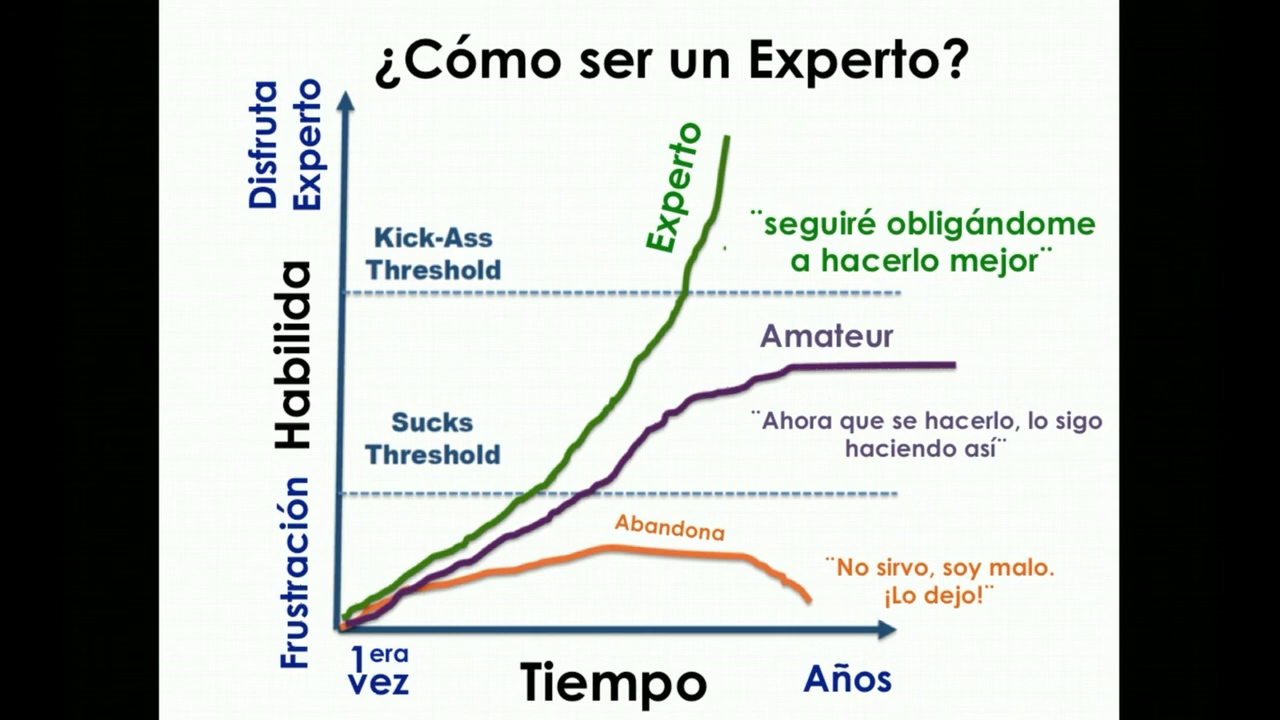 ¿Cómo ser un Experto?
Disfruta
Experto
Habilida
Frustración
Kick-Ass
Threshold
Sucks
Threshold
Experto
¨seguiré obligándome
a hacerlo mejor¨
Amateur
¨Ahora que se hacerlo, lo sigo
haciendo así¨
Abandona
¨No sirvo, soy malo.
¡Lo dejo!¨
1era
vez
Tiempo
Años